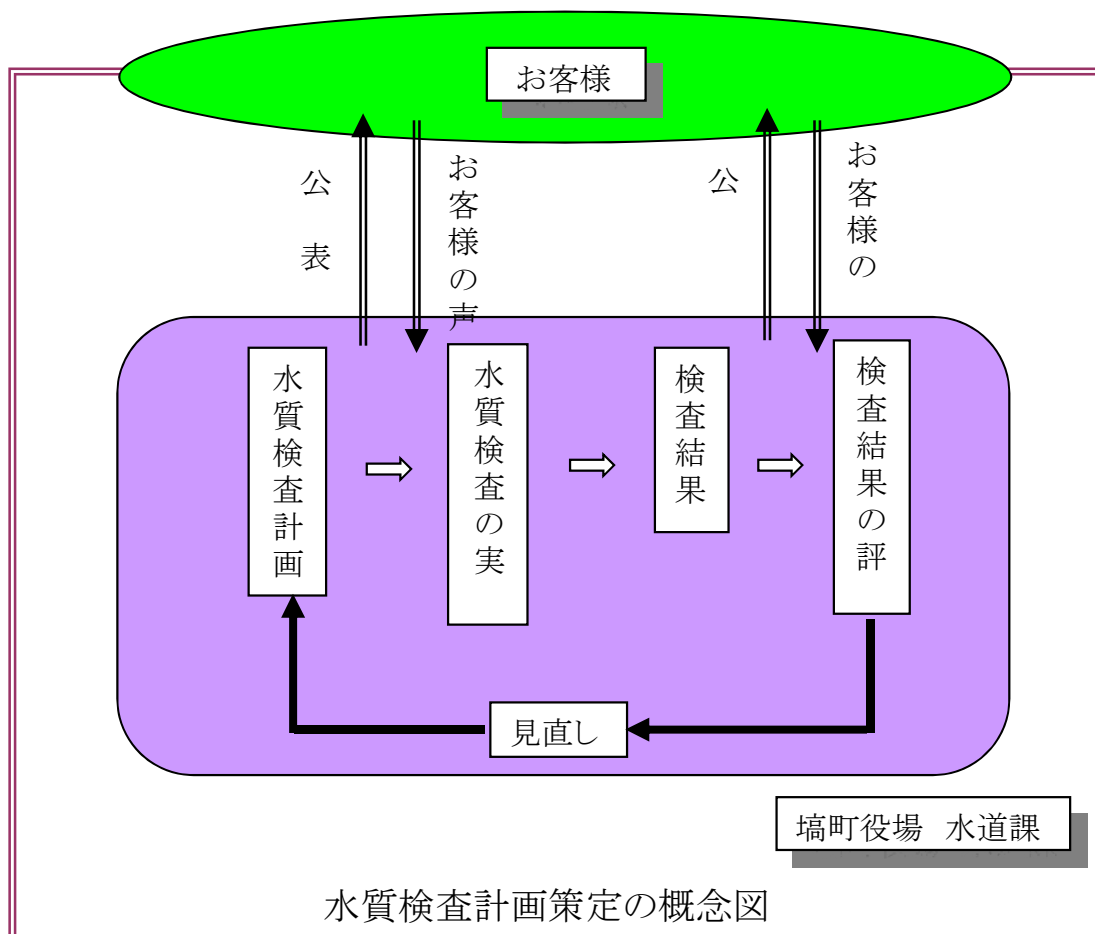 お客様
公表
お客様の声
公
お客様の
水質検査計画
水質検査の実
検査結果
検査結果の評
見直し
塙町役場 水道課
水質検査計画策定の概念図